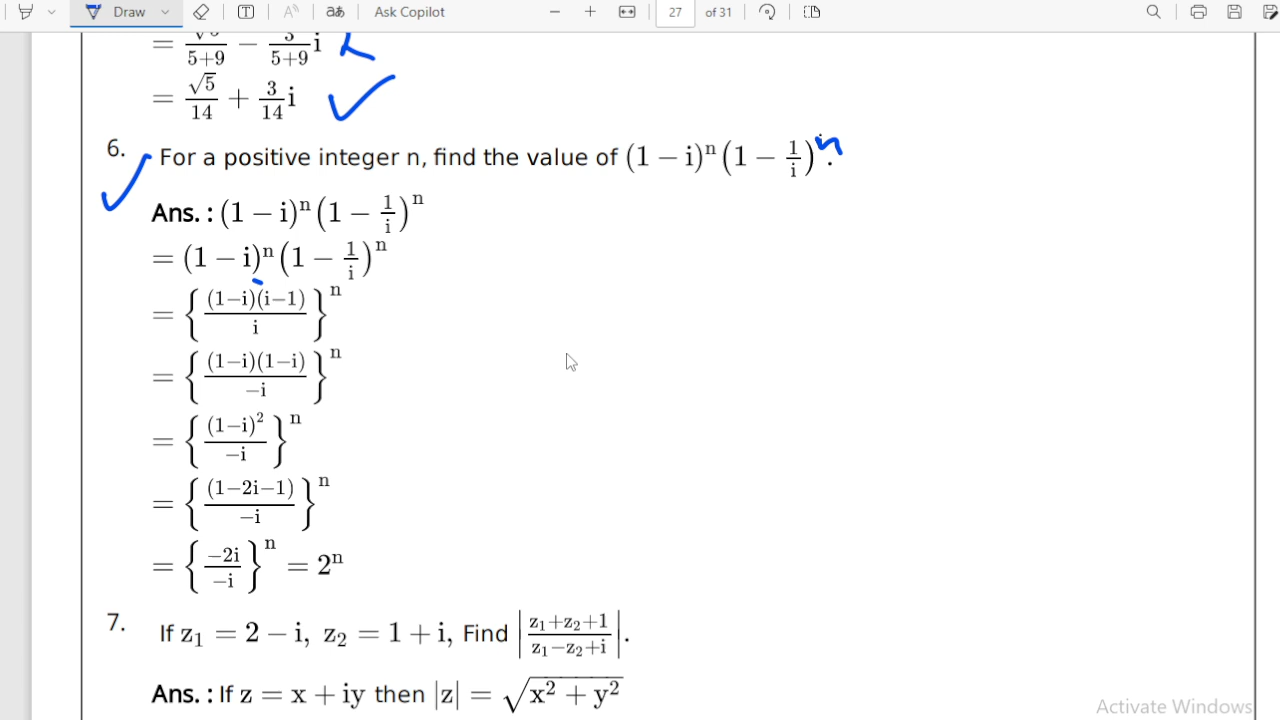 Draw
Ask Copilot
27 of 31
= √5/5+9 − 3/5+9 i
= √5/14 + 3/14 i
6. For a positive integer n, find the value of (1 − i)ⁿ(1 − 1/i)ⁿ.
Ans. : (1 − i)ⁿ(1 − 1/i)ⁿ
= (1 − i)ⁿ(1 − 1/i)ⁿ
= {(1−i)(i−1)/i}ⁿ
= {(1−i)(1−i)/−i}ⁿ
= {(1−i)²/−i}ⁿ
= {(1−2i−1)/−i}ⁿ
= {−2i/−i}ⁿ = 2ⁿ
7. If z₁ = 2 − i, z₂ = 1 + i, Find |z₁+z₂+1/z₁−z₂+i|.
Ans. : If z = x + iy then |z| = √x² + y²
Activate Windows